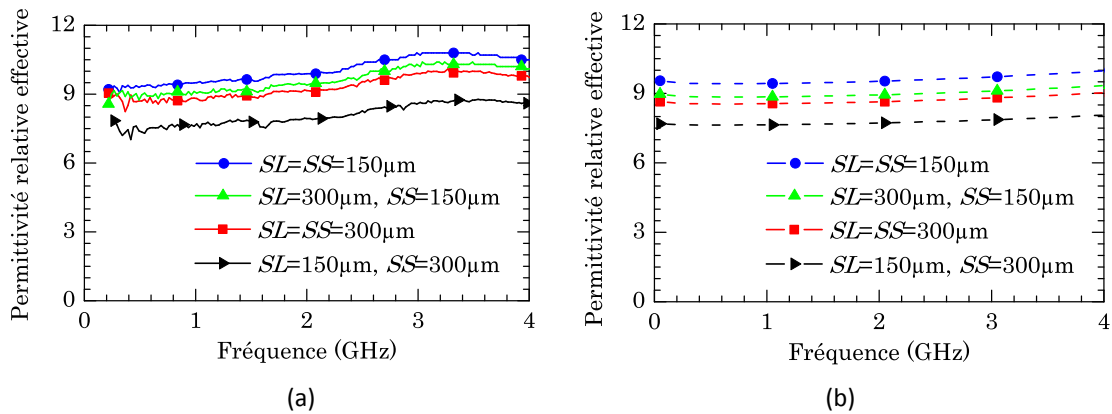 Permittivité relative effective
12
9
6
3
0
SL=SS=150µm
SL=300µm, SS=150µm
SL=SS=300µm
SL=150µm, SS=300µm
0 1 2 3 4
Fréquence (GHz)
(a)
Permittivité relative effective
12
9
6
3
0
SL=SS=150µm
SL=300µm, SS=150µm
SL=SS=300µm
SL=150µm, SS=300µm
0 1 2 3 4
Fréquence (GHz)
(b)